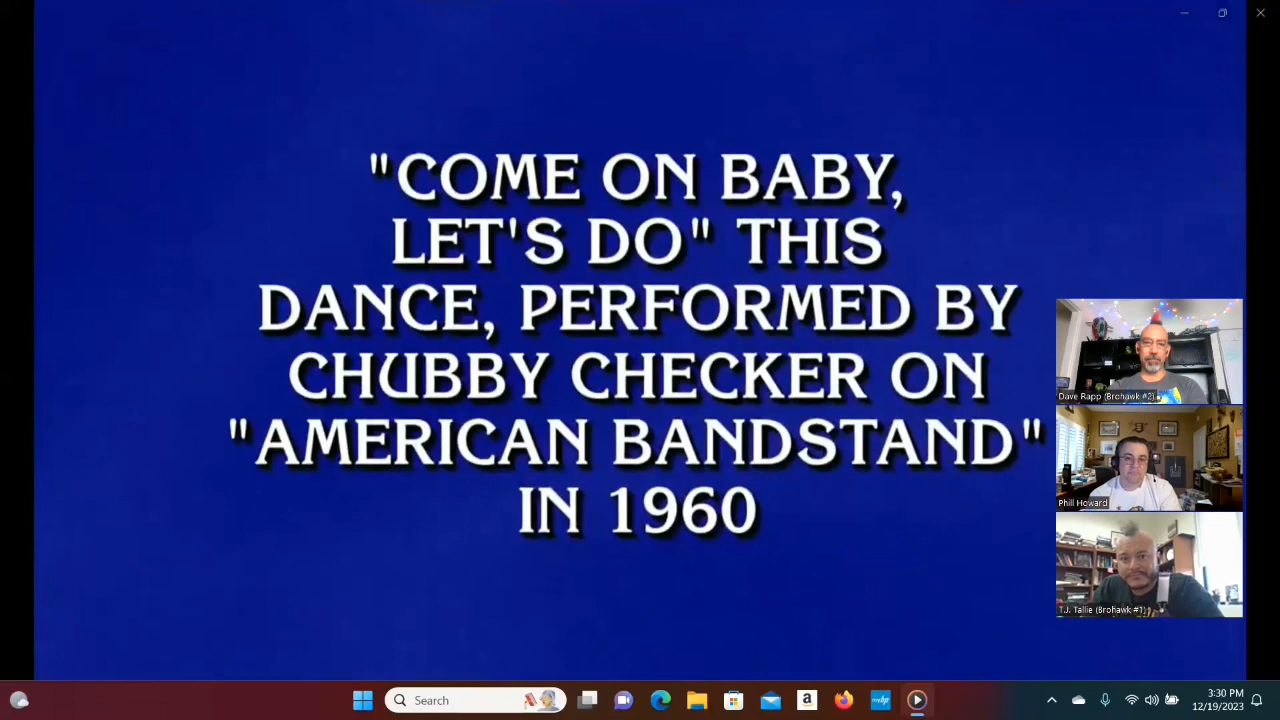 "COME ON BABY,
LET'S DO" THIS
DANCE, PERFORMED BY
CHUBBY CHECKER ON
"AMERICAN BANDSTAND"
IN 1960
Dave Rapp (Brohawk #2)
Phill Howard
T.J. Tallie (Brohawk #1)
Search
a
myhp
3:30 PM
12/19/2023